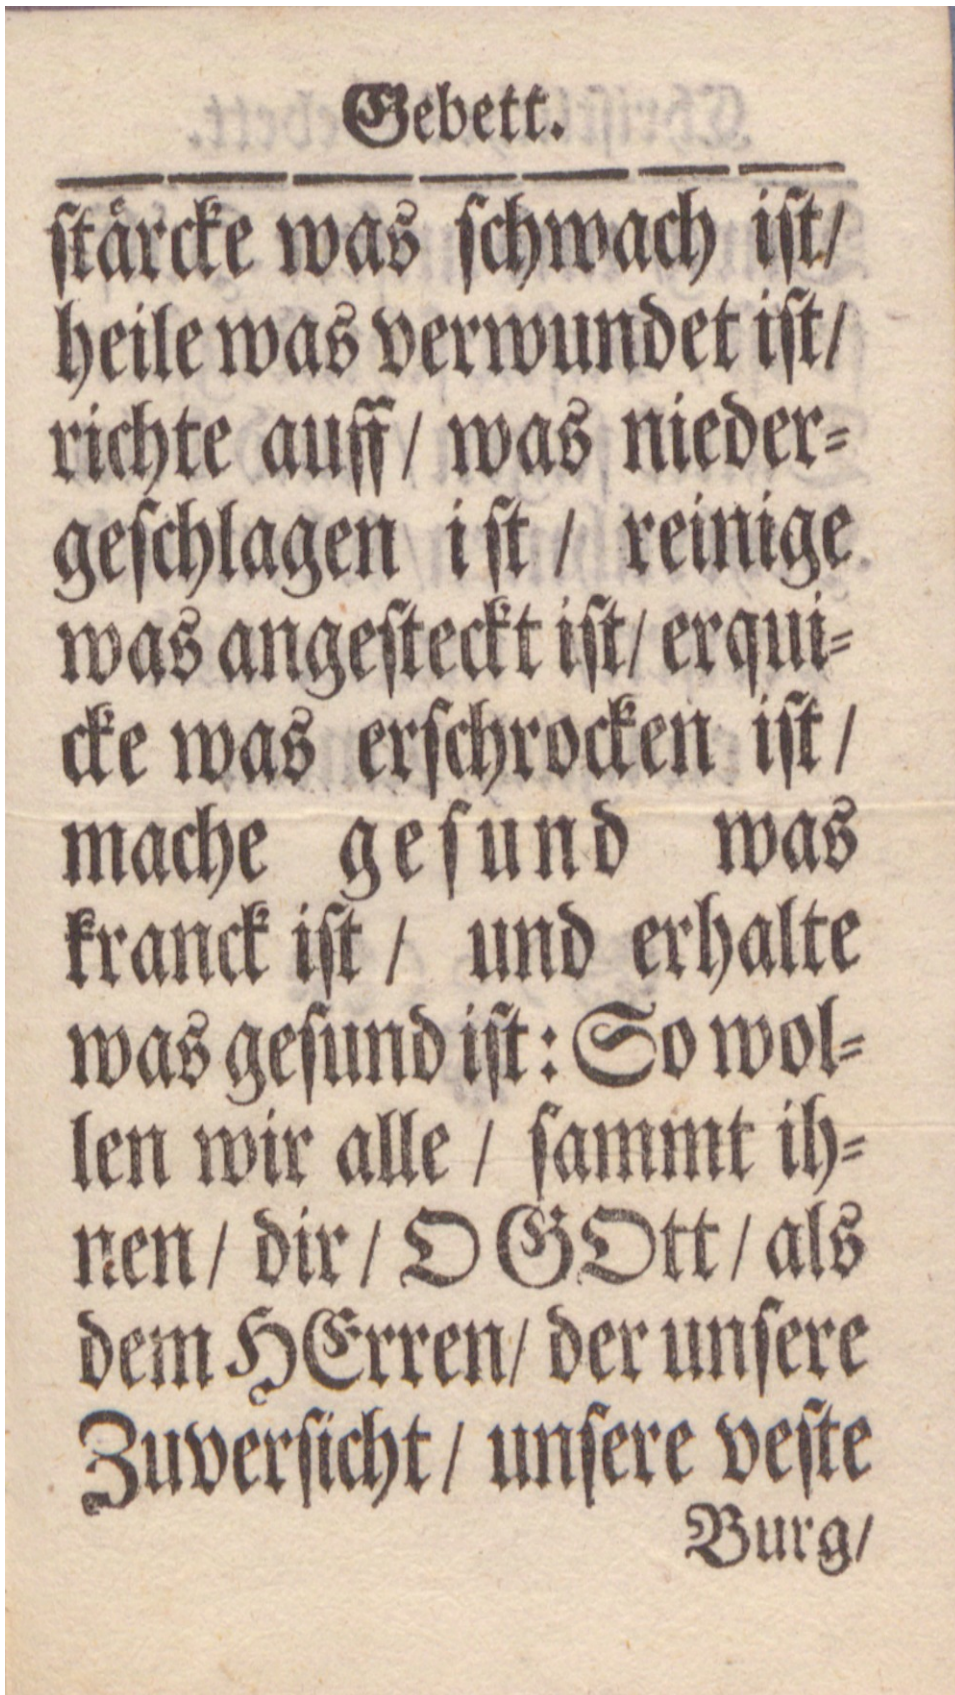 Gebett.
ſtaͤrcke was ſchwach iſt/
heile was verwundet iſt/
richte auff/ was nieder⸗
geſchlagen iſt/ reinige
was angeſteckt iſt/ erqui⸗
cke was erſchrocken iſt/
mache geſund was
kranck iſt/ und erhalte
was geſund iſt: So wol⸗
len wir alle/ ſammt ih⸗
nen/ dir/ O GOtt/ als
dem HErren/ der unſere
Zuverſicht/ unſere veſte
Burg/